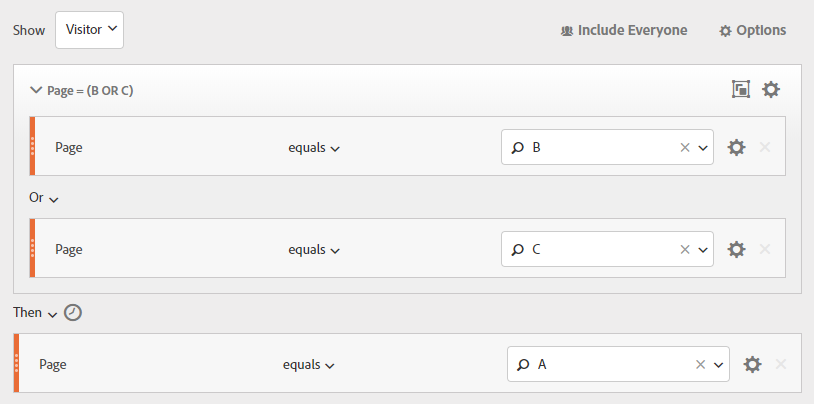 Show Visitor Include Everyone Options
Page = (B OR C)
Page equals B
Or
Page equals C
Then
Page equals A